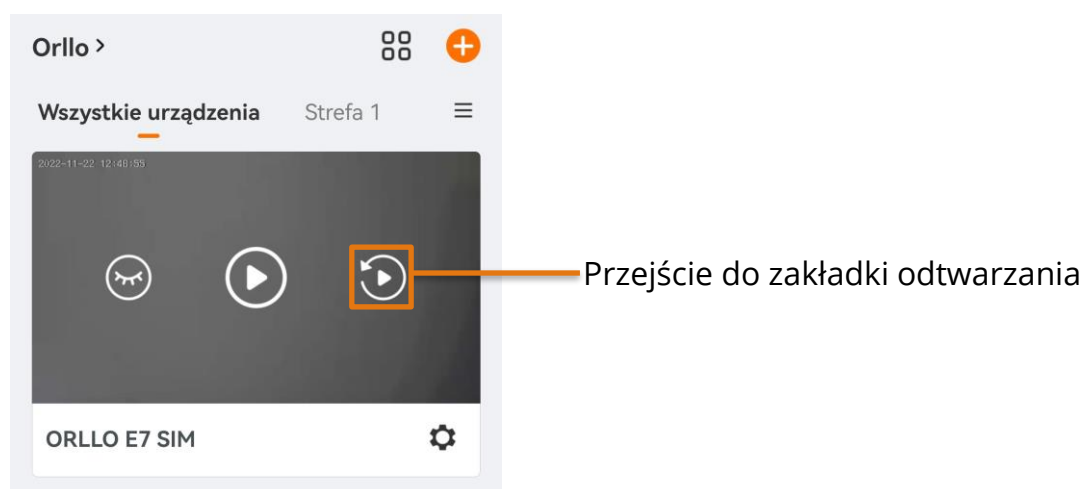 Orllo >
Wszystkie urządzenia Strefa 1
2022-11-22 12:48:55
Przejście do zakładki odtwarzania
ORLLO E7 SIM